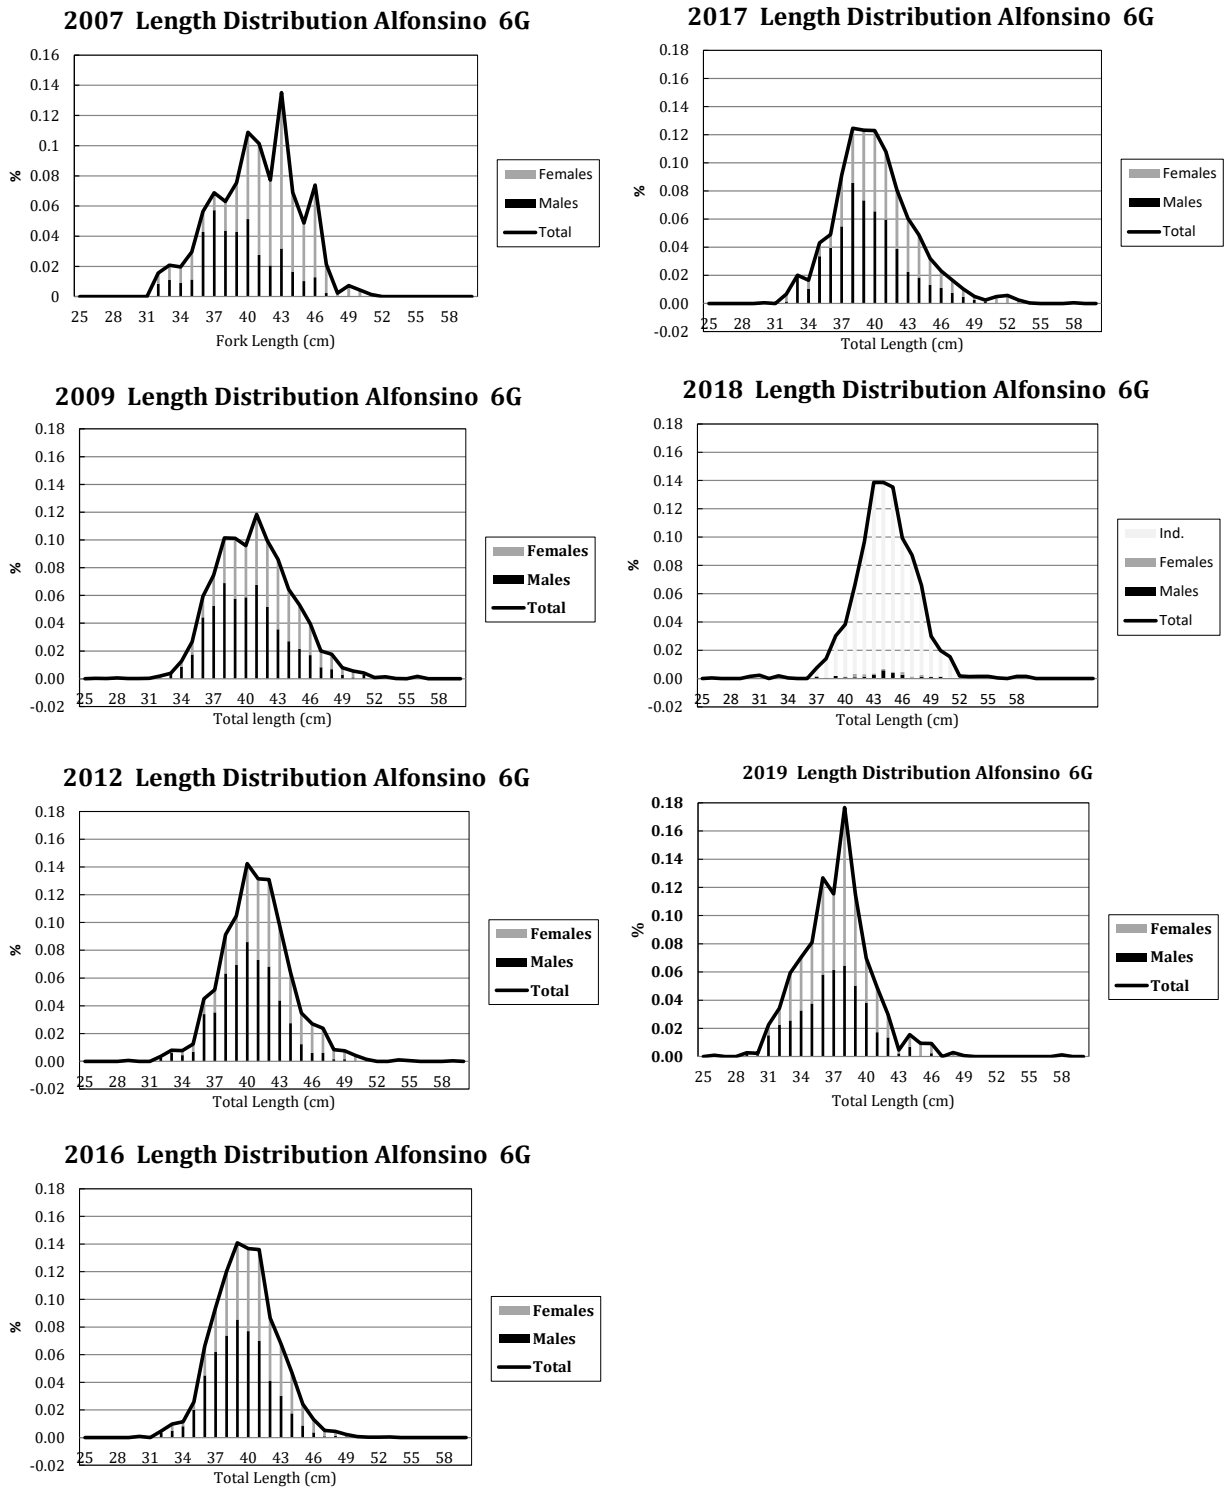 2007 Length Distribution Alfonsino 6G
0.16
0.14
0.12
0.1
0.08
0.06
0.04
0.02
0
%
25 28 31 34 37 40 43 46 49 52 55 58
Fork Length (cm)
Females
Males
Total
2017 Length Distribution Alfonsino 6G
0.18
0.16
0.14
0.12
0.10
0.08
0.06
0.04
0.02
0.00
-0.02
%
25 28 31 34 37 40 43 46 49 52 55 58
Total Length (cm)
Females
Males
Total
2009 Length Distribution Alfonsino 6G
0.18
0.16
0.14
0.12
0.10
0.08
0.06
0.04
0.02
0.00
-0.02
%
25 28 31 34 37 40 43 46 49 52 55 58
Total length (cm)
Females
Males
Total
2018 Length Distribution Alfonsino 6G
0.18
0.16
0.14
0.12
0.10
0.08
0.06
0.04
0.02
0.00
-0.02
%
25 28 31 34 37 40 43 46 49 52 55 58
Total Length (cm)
Ind.
Females
Males
Total
2012 Length Distribution Alfonsino 6G
0.18
0.16
0.14
0.12
0.10
0.08
0.06
0.04
0.02
0.00
-0.02
%
25 28 31 34 37 40 43 46 49 52 55 58
Total Length (cm)
Females
Males
Total
2019 Length Distribution Alfonsino 6G
0.18
0.16
0.14
0.12
0.10
0.08
0.06
0.04
0.02
0.00
%
25 28 31 34 37 40 43 46 49 52 55 58
Total Length (cm)
Females
Males
Total
2016 Length Distribution Alfonsino 6G
0.18
0.16
0.14
0.12
0.10
0.08
0.06
0.04
0.02
0.00
-0.02
%
25 28 31 34 37 40 43 46 49 52 55 58
Total Length (cm)
Females
Males
Total